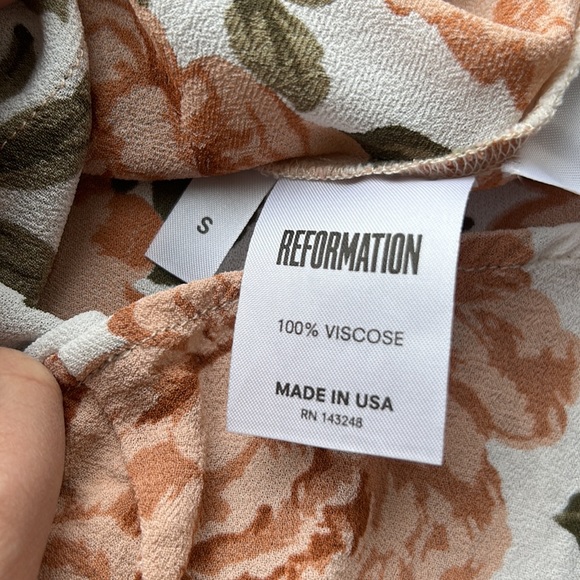 S
REFORMATION
100% VISCOSE
MADE IN USA
RN 143248